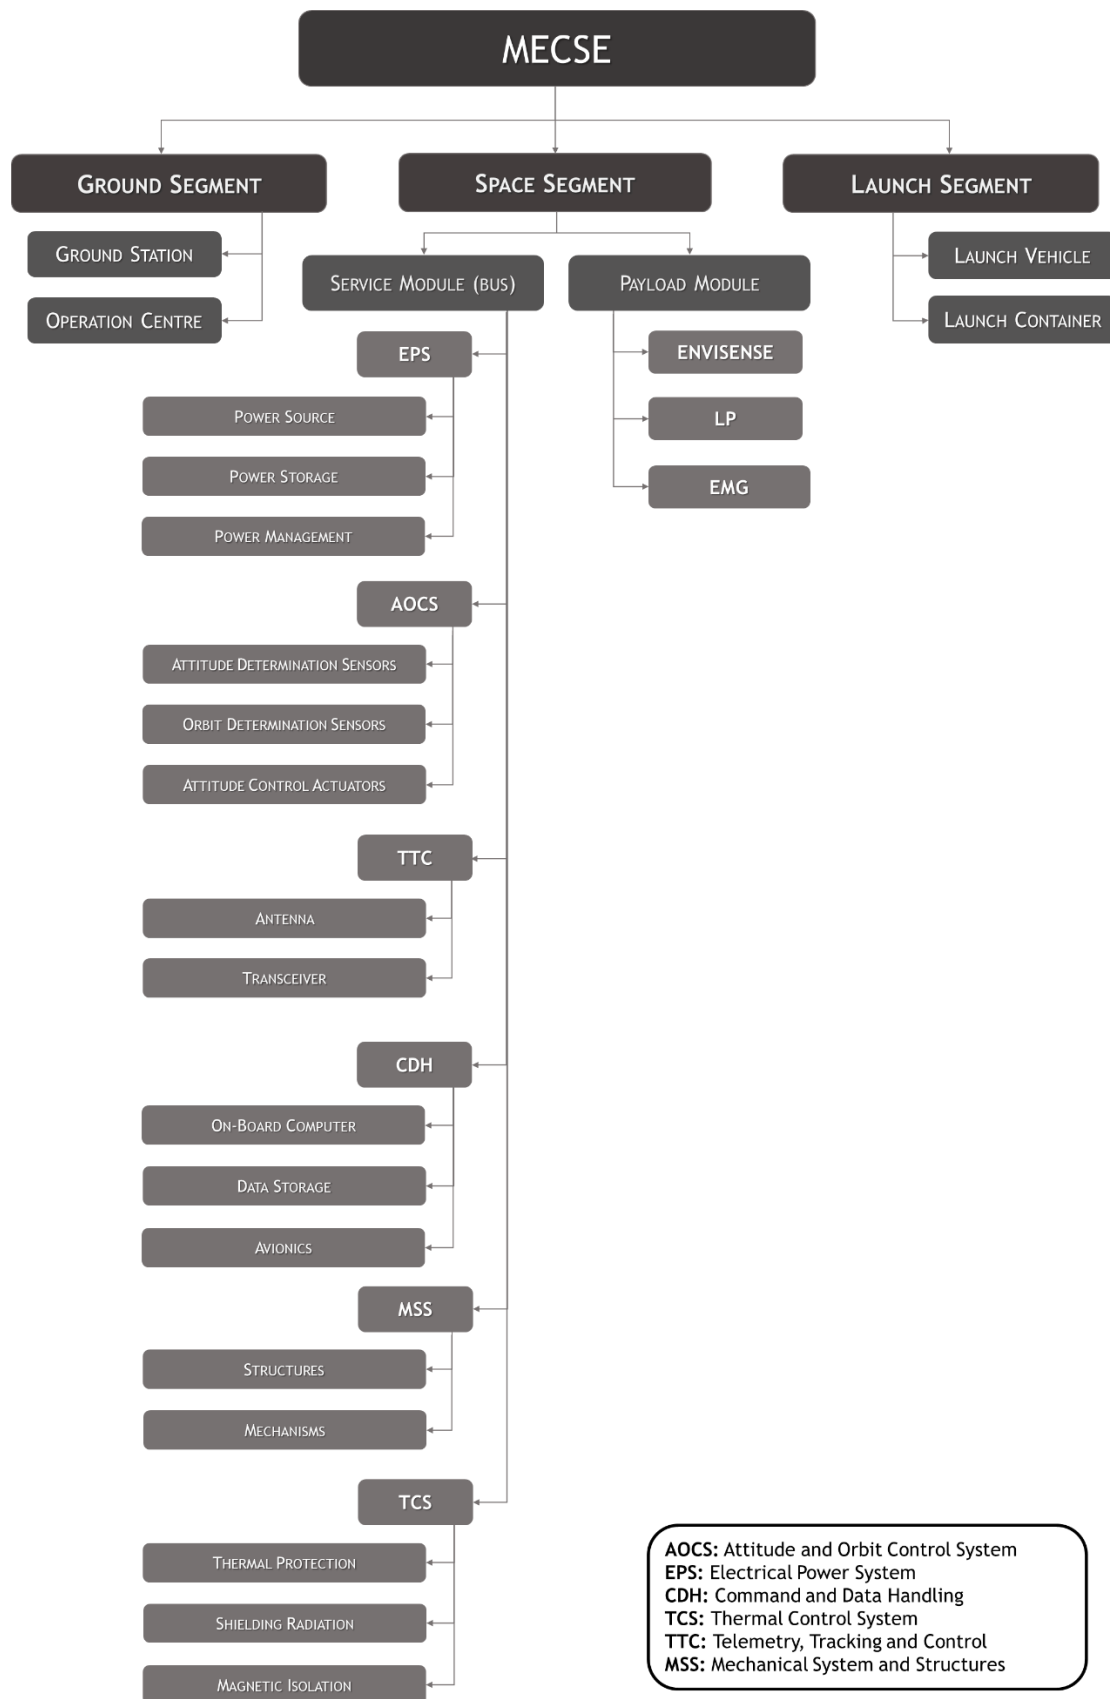 MECSE
GROUND SEGMENT
SPACE SEGMENT
LAUNCH SEGMENT
GROUND STATION
OPERATION CENTRE
SERVICE MODULE (BUS)
PAYLOAD MODULE
LAUNCH VEHICLE
LAUNCH CONTAINER
EPS
POWER SOURCE
POWER STORAGE
POWER MANAGEMENT
ENVISENSE
LP
EMG
AOCS
ATTITUDE DETERMINATION SENSORS
ORBIT DETERMINATION SENSORS
ATTITUDE CONTROL ACTUATORS
TTC
ANTENNA
TRANSCEIVER
CDH
ON-BOARD COMPUTER
DATA STORAGE
AVIONICS
MSS
STRUCTURES
MECHANISMS
TCS
THERMAL PROTECTION
SHIELDING RADIATION
MAGNETIC ISOLATION
AOCS: Attitude and Orbit Control System
EPS: Electrical Power System
CDH: Command and Data Handling
TCS: Thermal Control System
TTC: Telemetry, Tracking and Control
MSS: Mechanical System and Structures